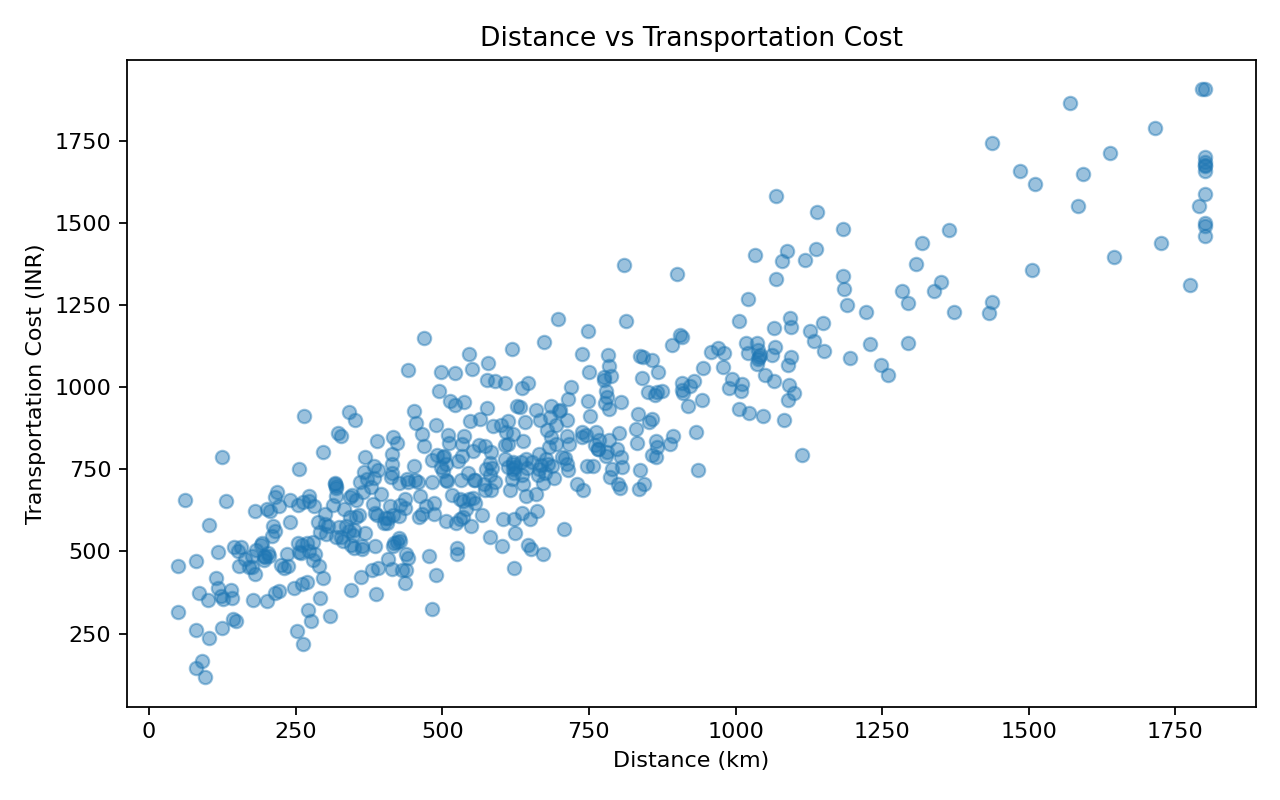 Distance vs Transportation Cost
Transportation Cost (INR)
1750
1500
1250
1000
750
500
250
0 250 500 750 1000 1250 1500 1750
Distance (km)